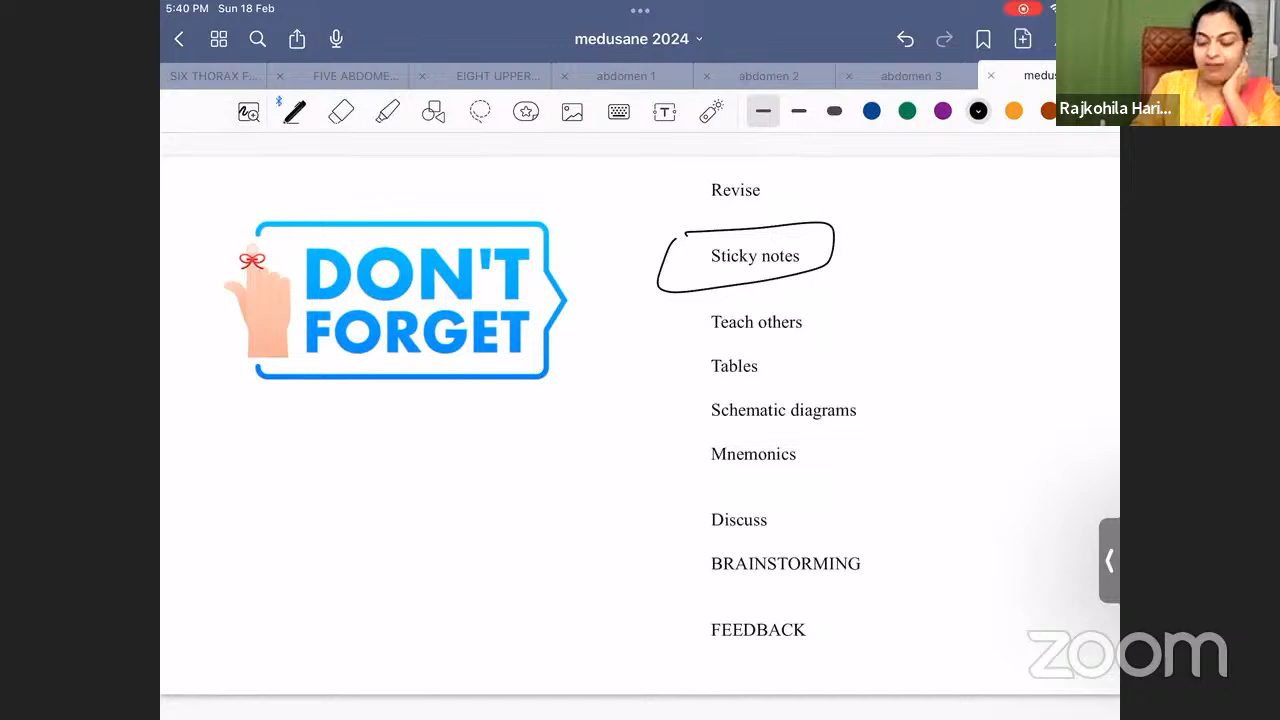 5:40 PM Sun 18 Feb
medusane 2024
SIX THORAX F...
FIVE ABDOME...
EIGHT UPPER...
abdomen 1
abdomen 2
abdomen 3
medus
Rajkohila Hari...
T
DON'T
FORGET
Revise
Sticky notes
Teach others
Tables
Schematic diagrams
Mnemonics
Discuss
BRAINSTORMING
FEEDBACK
zoom